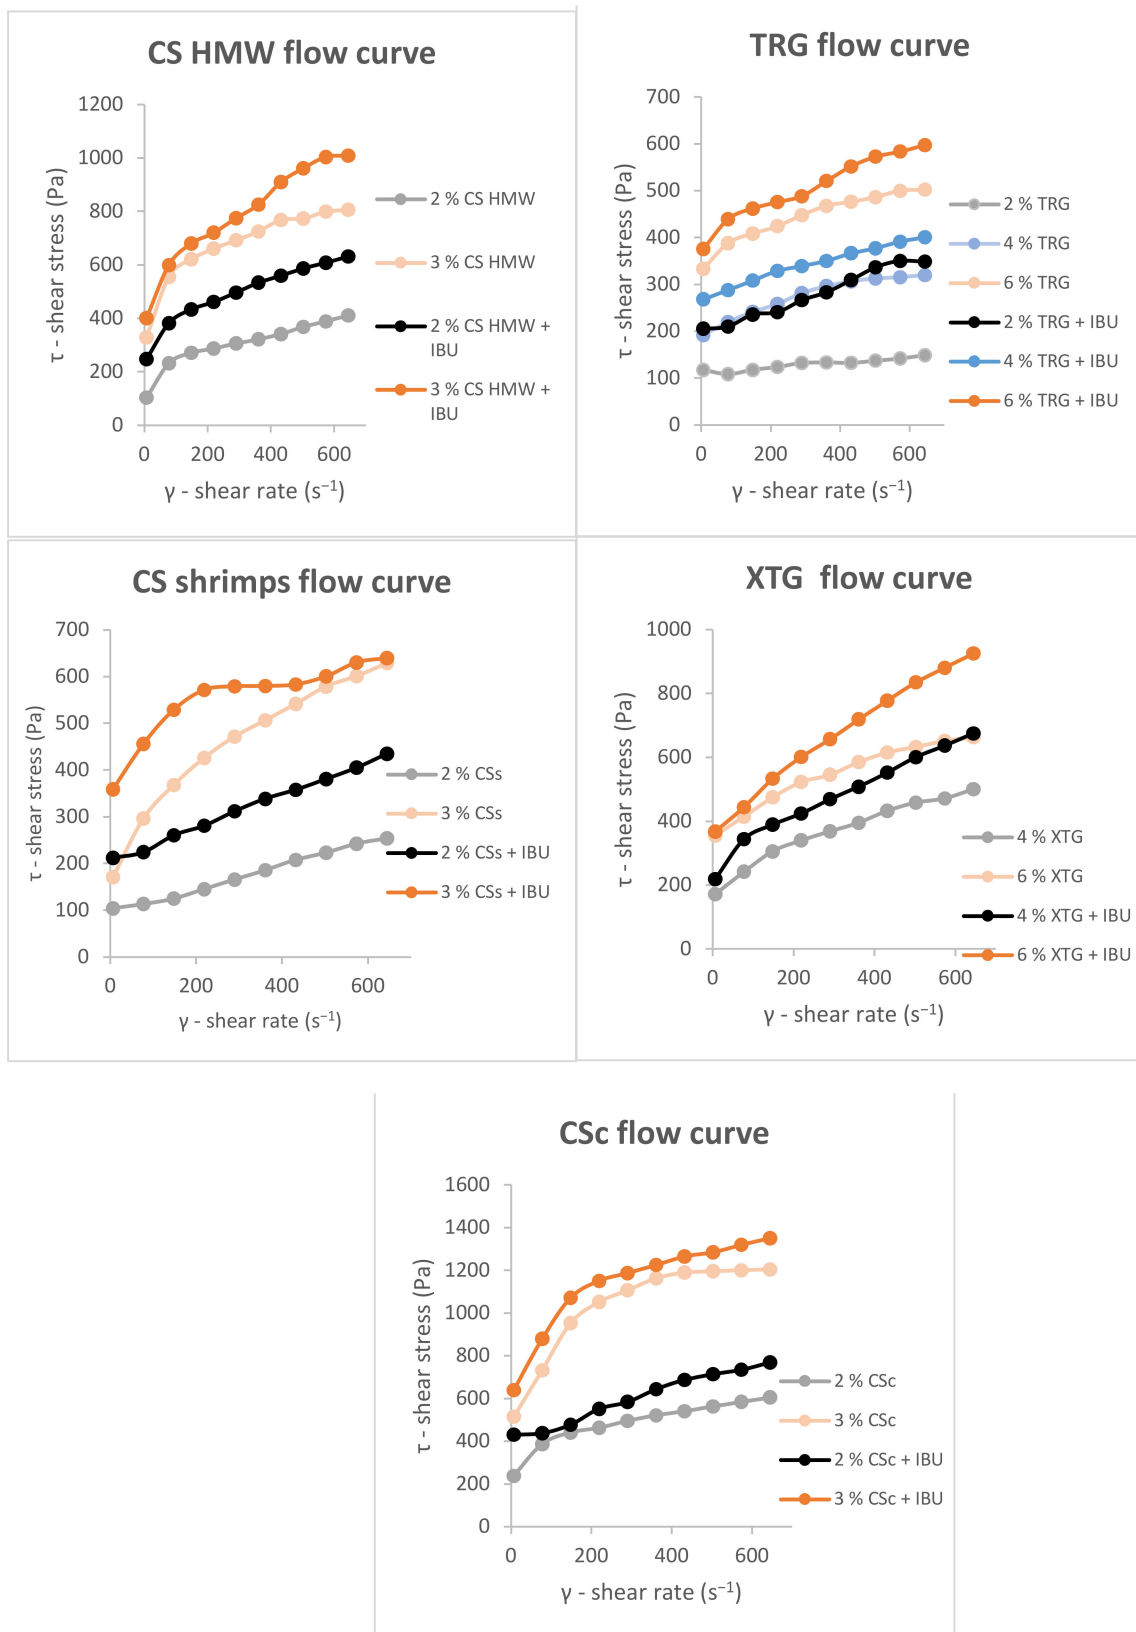 CS HMW flow curve
τ - shear stress (Pa)
1200
1000
800
600
400
200
0
0 200 400 600
γ - shear rate (s⁻¹)
2 % CS HMW
3 % CS HMW
2 % CS HMW +
IBU
3 % CS HMW +
IBU
TRG flow curve
τ - shear stress (Pa)
700
600
500
400
300
200
100
0
0 200 400 600
γ - shear rate (s⁻¹)
2 % TRG
4 % TRG
6 % TRG
2 % TRG + IBU
4 % TRG + IBU
6 % TRG + IBU
CS shrimps flow curve
τ - shear stress (Pa)
700
600
500
400
300
200
100
0
0 200 400 600
γ - shear rate (s⁻¹)
2 % CSs
3 % CSs
2 % CSs + IBU
3 % CSs + IBU
XTG flow curve
τ - shear stress (Pa)
1000
800
600
400
200
0
0 200 400 600
γ - shear rate (s⁻¹)
4 % XTG
6 % XTG
4 % XTG + IBU
6 % XTG + IBU
CSc flow curve
τ - shear stress (Pa)
1600
1400
1200
1000
800
600
400
200
0
0 200 400 600
γ - shear rate (s⁻¹)
2 % CSc
3 % CSc
2 % CSc + IBU
3 % CSc + IBU